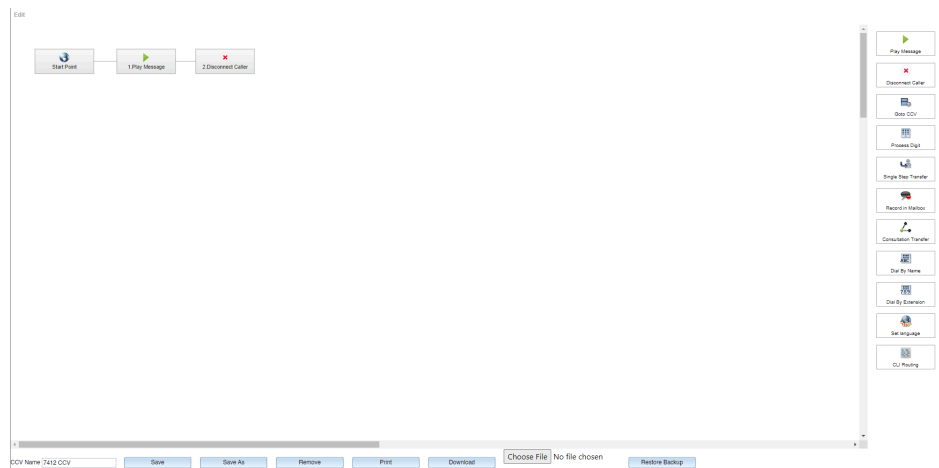 Edit
Start Point
1.Play Message
2.Disconnect Caller
Play Message
Disconnect Caller
Goto CCV
Process Digit
Single Step Transfer
Record in Mailbox
Consultation Transfer
Dial By Name
Dial By Extension
Set language
CLI Routing
CCV Name 7412 CCV
Save
Save As
Remove
Print
Download
Choose File No file chosen
Restore Backup